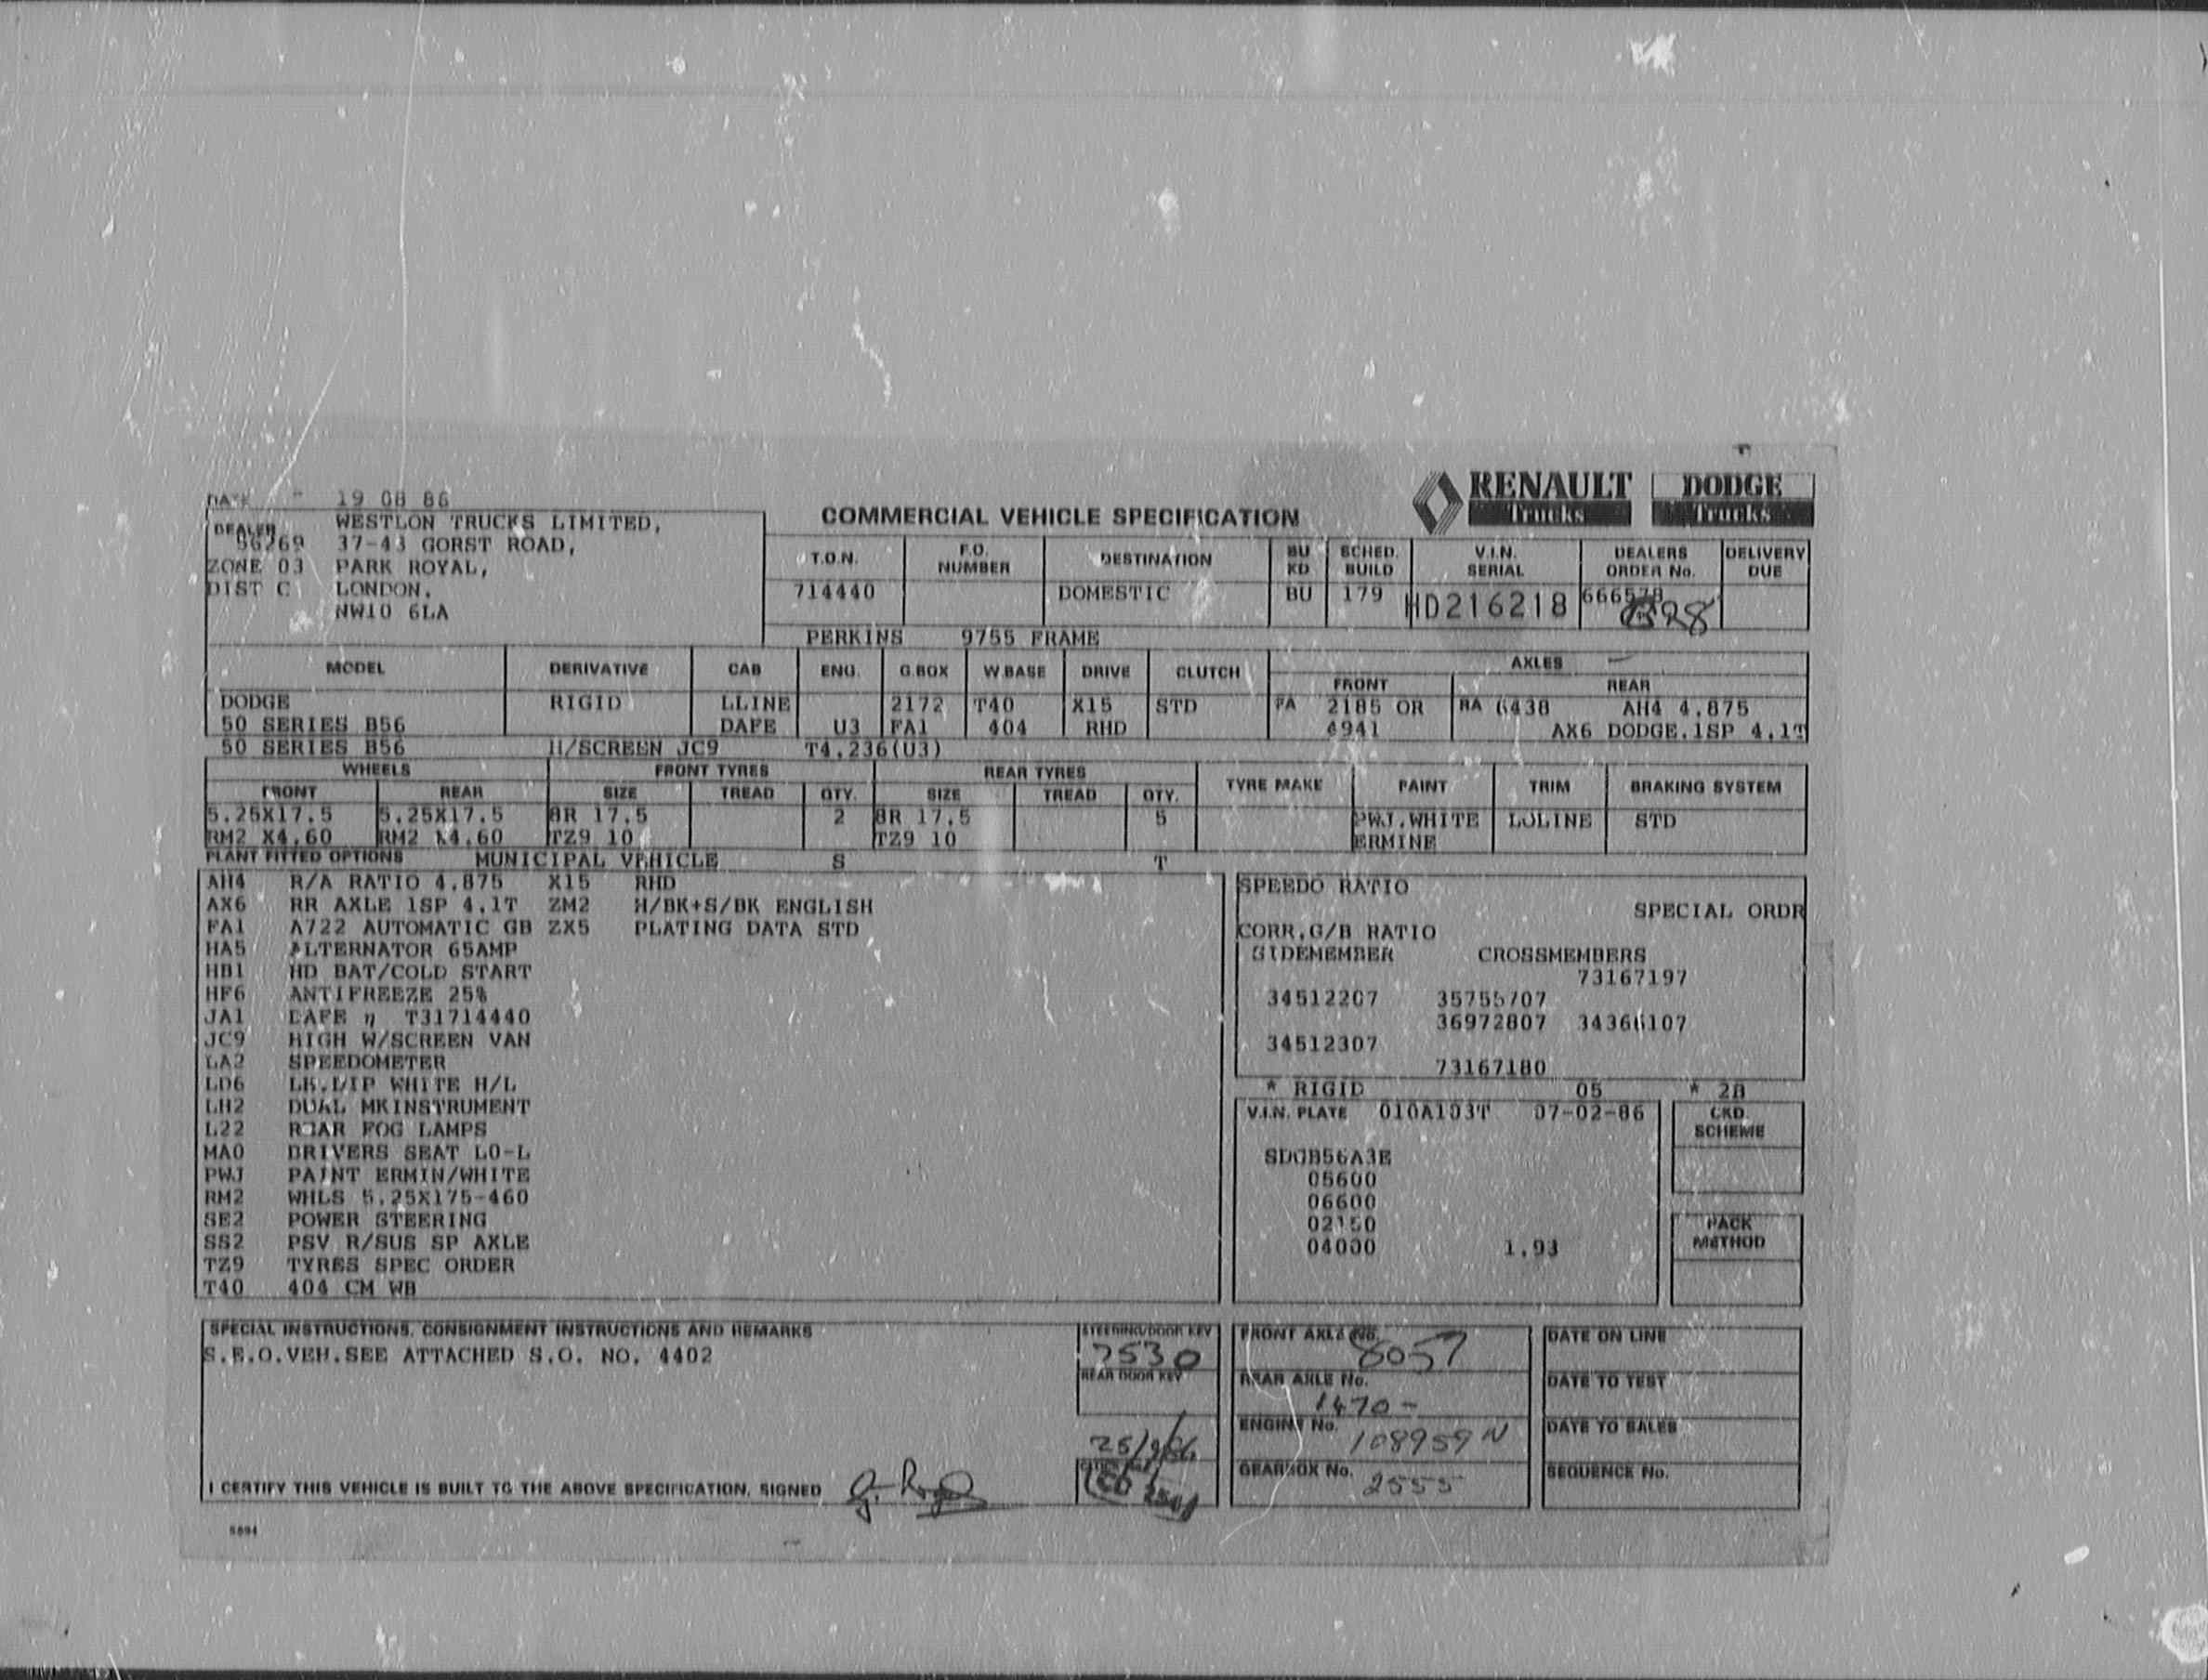 DATE 19 08 86
DEALER WESTLON TRUCKS LIMITED,
56269 37-43 GORST ROAD,
ZONE 03 PARK ROYAL,
DIST C LONDON,
NW10 6LA
COMMERCIAL VEHICLE SPECIFICATION
RENAULT Trucks
DODGE Trucks
T.O.N. F.O. NUMBER DESTINATION BU KD SCHED. BUILD V.I.N. SERIAL DEALERS ORDER No. DELIVERY DUE
714440 DOMESTIC BU 179 HD216218
PERKINS 9755 FRAME
MODEL DERIVATIVE CAB ENG. G.BOX W.BASE DRIVE CLUTCH AXLES
FRONT REAR
DODGE RIGID LLINE 2172 T40 X15 STD FA 2185 OR RA 6438 AH4 4.875
50 SERIES B56 DAFE U3 FA1 404 RHD 4941 AX6 DODGE.1SP 4.1T
50 SERIES B56 H/SCREEN JC9 T4.236(U3)
WHEELS FRONT TYRES REAR TYRES TYRE MAKE PAINT TRIM BRAKING SYSTEM
FRONT REAR SIZE TREAD QTY. SIZE TREAD QTY.
5.25X17.5 5.25X17.5 8R 17.5 2 8R 17.5 5 PWJ.WHITE LOLINE STD
RM2 X4.60 RM2 X4.60 TZ9 10 TZ9 10 ERMINE
PLANT FITTED OPTIONS MUNICIPAL VEHICLE S T
AH4 R/A RATIO 4.875 X15 RHD
AX6 RR AXLE 1SP 4.1T ZM2 H/BK+S/BK ENGLISH
FA1 A722 AUTOMATIC GB ZX5 PLATING DATA STD
HA5 ALTERNATOR 65AMP
HB1 HD BAT/COLD START
HF6 ANTIFREEZE 25%
JA1 DAFE T31714440
JC9 HIGH W/SCREEN VAN
LA2 SPEEDOMETER
LD6 LH.DIP WHITE H/L
LH2 DUAL MKINSTRUMENT
L22 REAR FOG LAMPS
MA0 DRIVERS SEAT LO-L
PWJ PAINT ERMIN/WHITE
RM2 WHLS 5.25X175-460
SE2 POWER STEERING
SS2 PSV R/SUS SP AXLE
TZ9 TYRES SPEC ORDER
T40 404 CM WB
SPEEDO RATIO
SPECIAL ORDR
CORR,G/B RATIO
SIDEMEMBER CROSSMEMBERS
73167197
34512207 35755707
36972807 34366107
34512307
73167180
* RIGID 05 * 2B
V.I.N. PLATE 010A103T 07-02-86 CKD. SCHEME
SDGB56A3E
05600
06600
02150
04000 1.93
PACK METHOD
SPECIAL INSTRUCTIONS, CONSIGNMENT INSTRUCTIONS AND REMARKS
S.E.O.VEH.SEE ATTACHED S.O. NO. 4402
STEERING/DOOR KEY
7530
REAR DOOR KEY
25/9/86
FRONT AXLE No. 8057
REAR AXLE No. 1470-
ENGINE No. 108959 N
GEARBOX No. 2555
DATE ON LINE
DATE TO TEST
DATE TO SALES
SEQUENCE No.
I CERTIFY THIS VEHICLE IS BUILT TO THE ABOVE SPECIFICATION, SIGNED